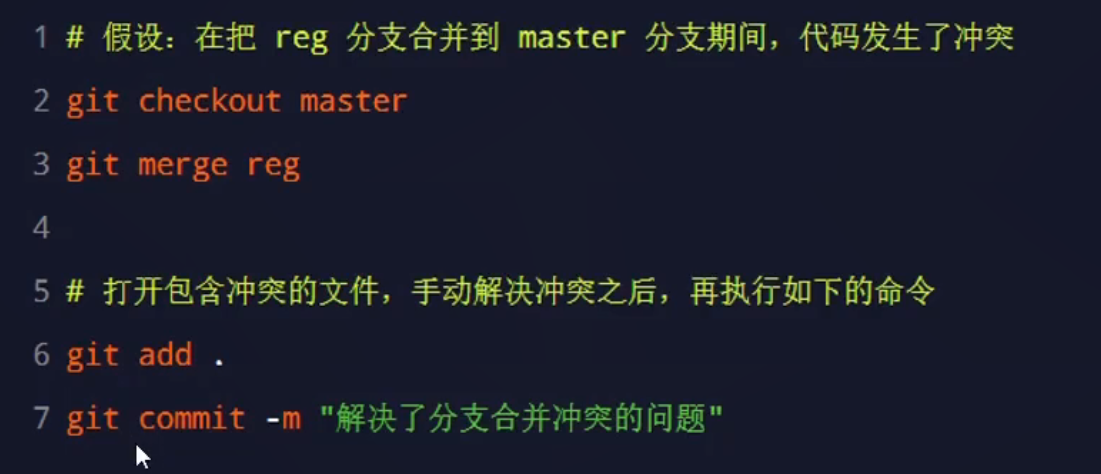 1 # 假设：在把 reg 分支合并到 master 分支期间，代码发生了冲突
2 git checkout master
3 git merge reg
4
5 # 打开包含冲突的文件，手动解决冲突之后，再执行如下的命令
6 git add .
7 git commit -m "解决了分支合并冲突的问题"